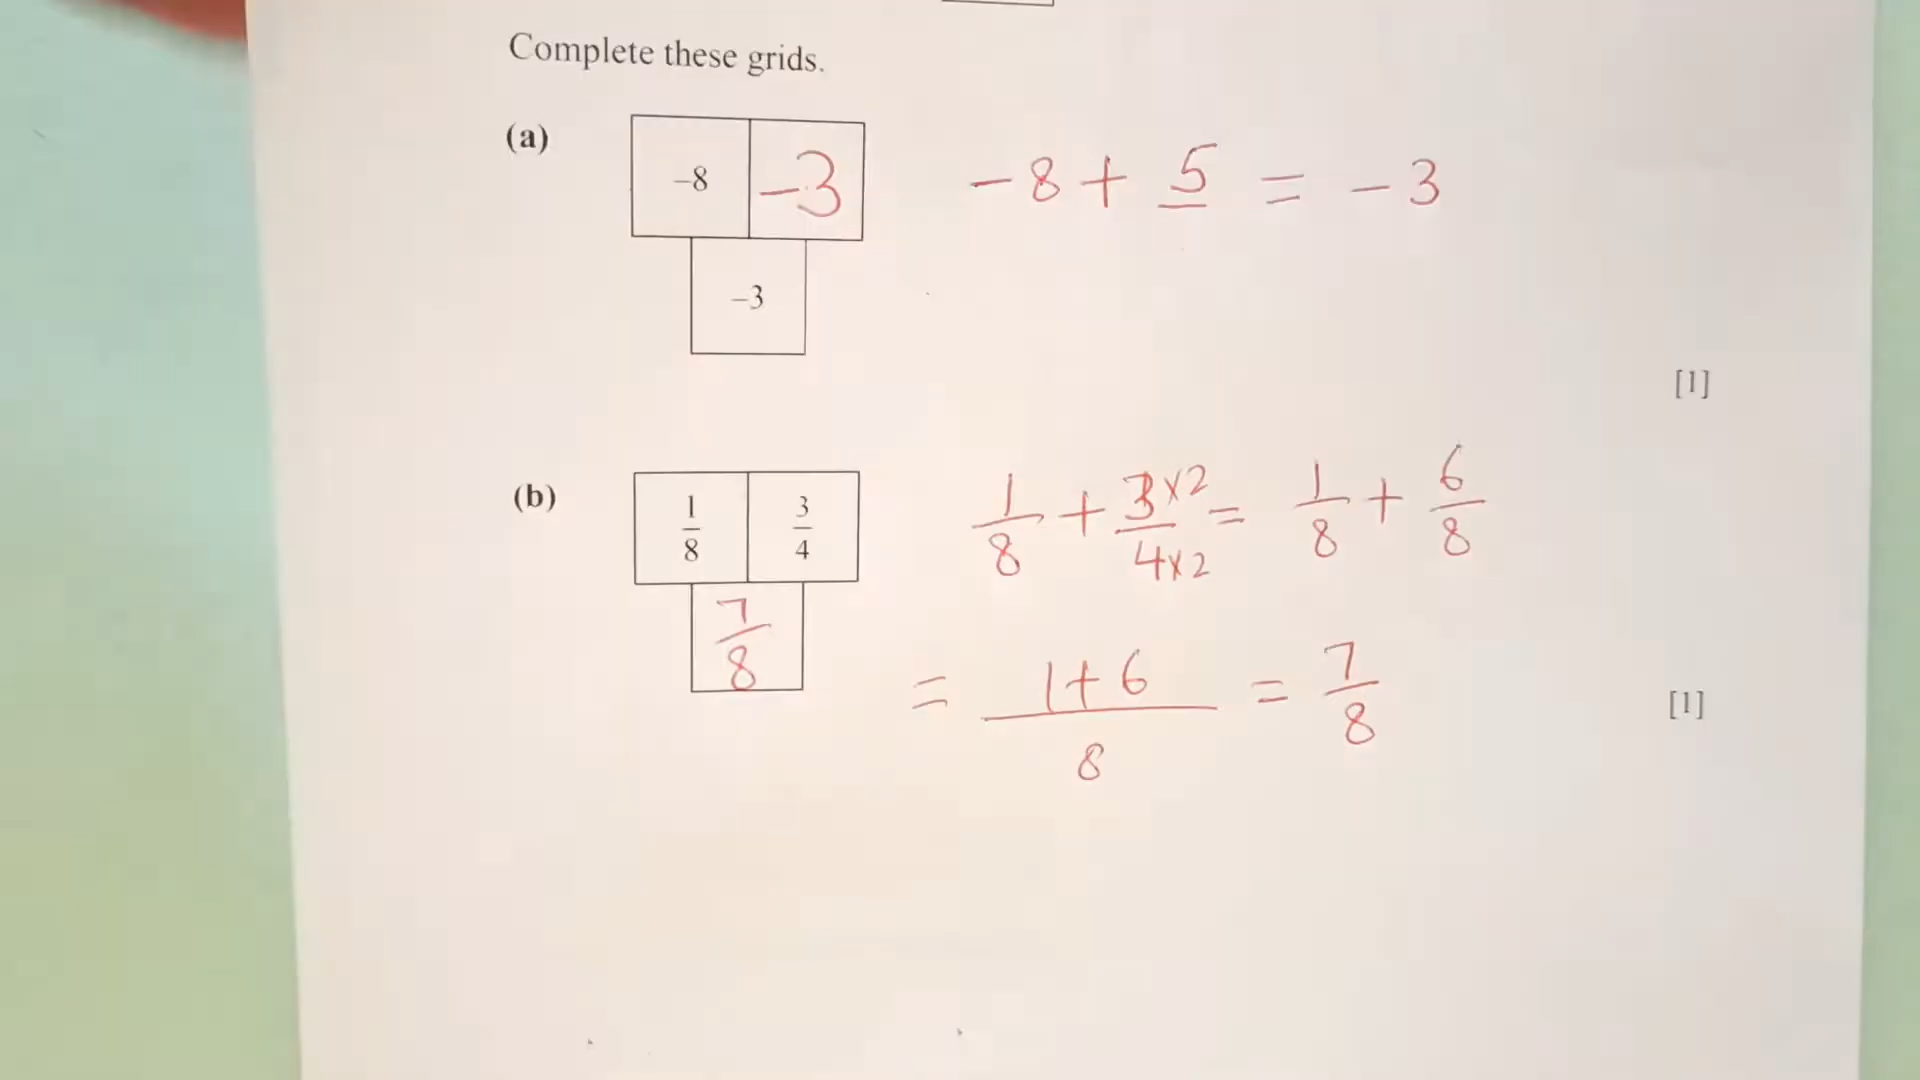 Complete these grids.
(a) –8 –3 -8 + 5 = -3
–3
[1]
(b) 1/8 3/4 1/8 + 3×2/4×2 = 1/8 + 6/8
7/8 = 1+6/8 = 7/8
[1]